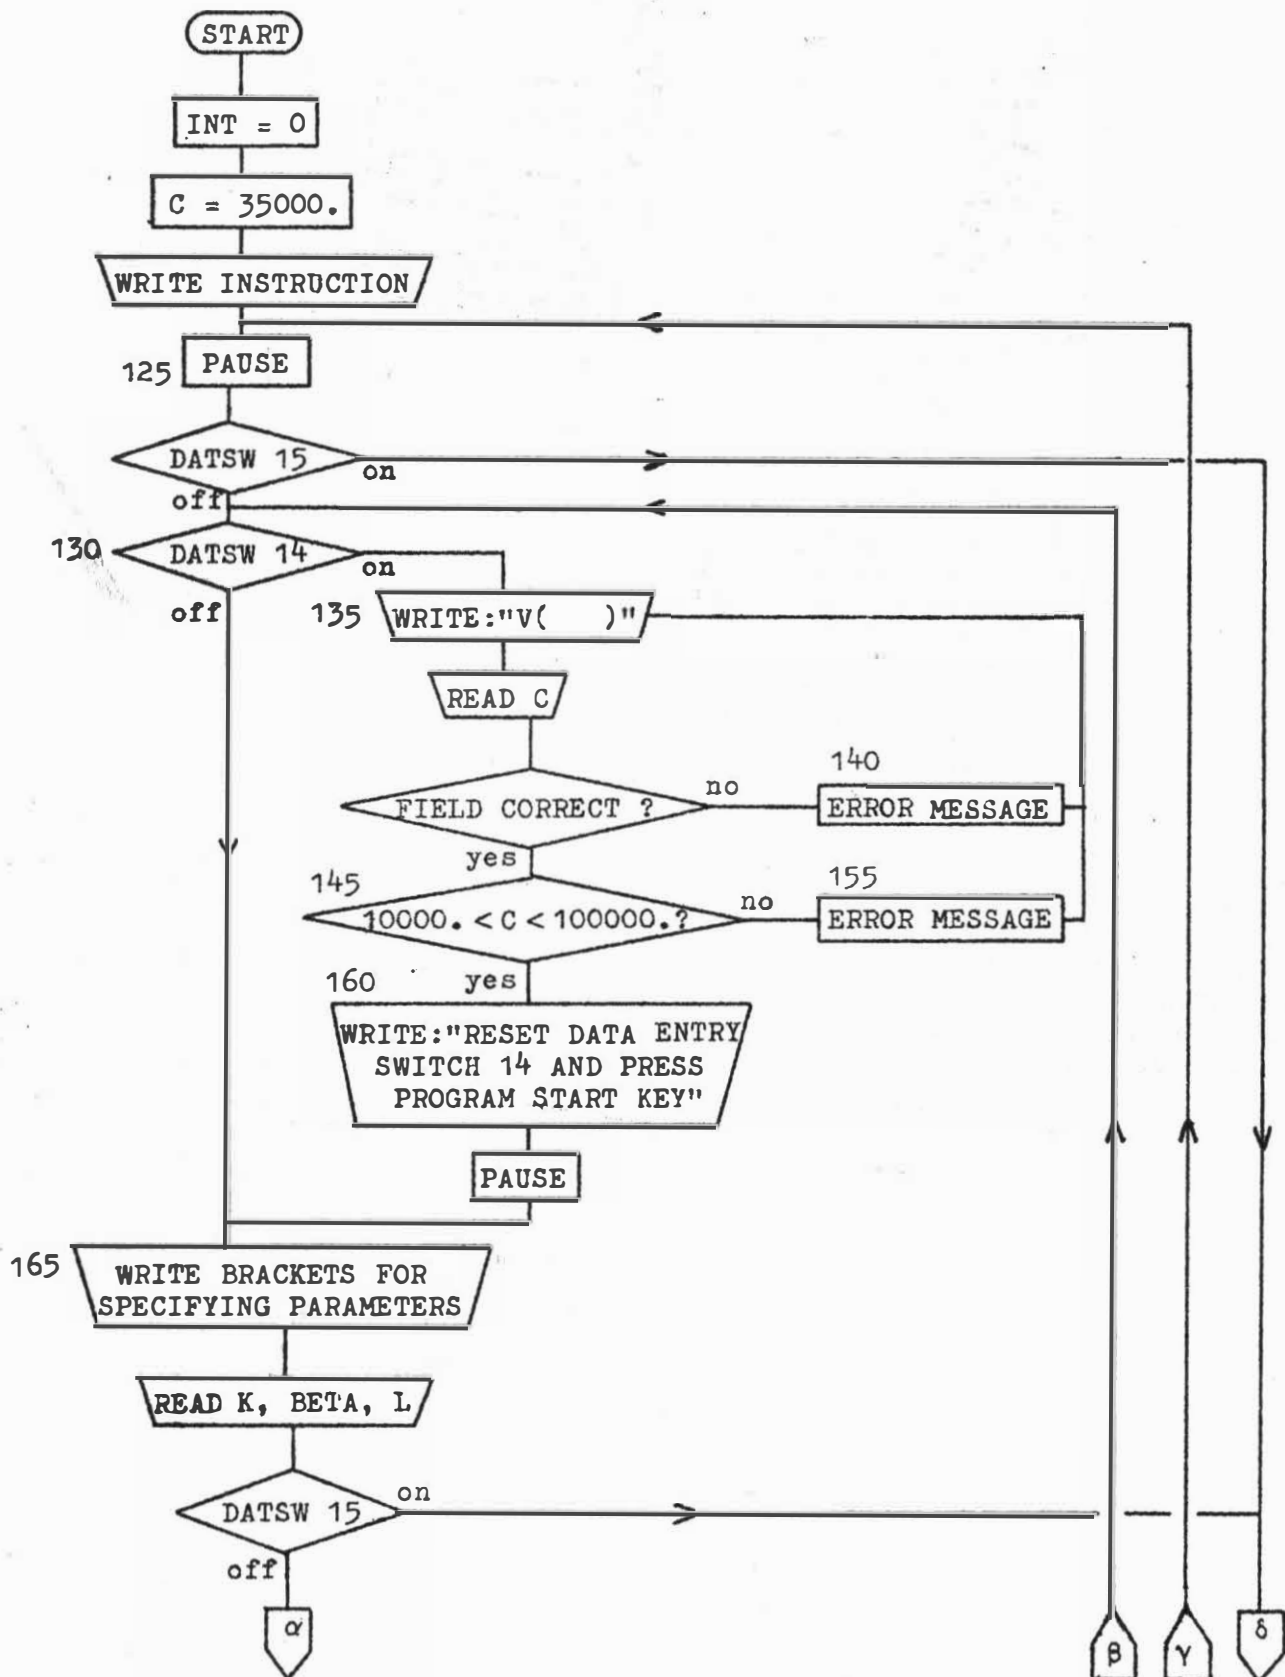 START
INT = 0
C = 35000.
WRITE INSTRUCTION
125 PAUSE
DATSW 15
on
off
130 DATSW 14
on
off
135 WRITE:"V(    )"
READ C
140
FIELD CORRECT ?
no
ERROR MESSAGE
yes
145
155
10000. < C < 100000.?
no
ERROR MESSAGE
yes
160
WRITE:"RESET DATA ENTRY
SWITCH 14 AND PRESS
PROGRAM START KEY"
PAUSE
165 WRITE BRACKETS FOR
SPECIFYING PARAMETERS
READ K, BETA, L
DATSW 15
on
off
α
β
γ
δ